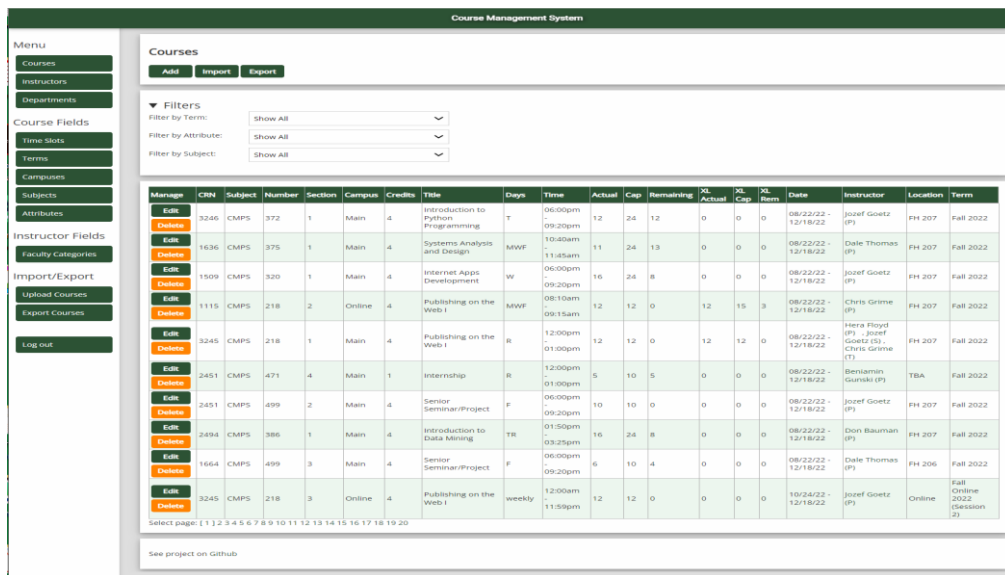 Course Management System
Menu
Courses
Instructors
Departments
Course Fields
Time Slots
Terms
Campuses
Subjects
Attributes
Instructor Fields
Faculty Categories
Import/Export
Upload Courses
Export Courses
Log out
Courses
Add Import Export
▼ Filters
Filter by Term: Show All
Filter by Attribute: Show All
Filter by Subject: Show All
Manage CRN Subject Number Section Campus Credits Title Days Time Actual Cap Remaining XL Actual XL Cap XL Rem Date Instructor Location Term
Edit Delete 3246 CMPS 372 1 Main 4 Introduction to Python Programming T 06:00pm - 09:20pm 12 24 12 0 0 0 08/22/22 - 12/18/22 Jozef Goetz (P) FH 207 Fall 2022
Edit Delete 1636 CMPS 375 1 Main 4 Systems Analysis and Design MWF 10:40am - 11:45am 11 24 13 0 0 0 08/22/22 - 12/18/22 Dale Thomas (P) FH 207 Fall 2022
Edit Delete 1509 CMPS 320 1 Main 4 Internet Apps Development W 06:00pm - 09:20pm 16 24 8 0 0 0 08/22/22 - 12/18/22 Jozef Goetz (P) FH 207 Fall 2022
Edit Delete 1115 CMPS 218 2 Online 4 Publishing on the Web I MWF 08:10am - 09:15am 12 12 0 12 15 3 08/22/22 - 12/18/22 Chris Grime (P) FH 207 Fall 2022
Edit Delete 3245 CMPS 218 1 Main 4 Publishing on the Web I R 12:00pm - 01:00pm 12 12 0 12 12 0 08/22/22 - 12/18/22 Hera Floyd (P) , Jozef Goetz (S) , Chris Grime (T) FH 207 Fall 2022
Edit Delete 2451 CMPS 471 4 Main 1 Internship R 12:00pm - 01:00pm 5 10 5 0 0 0 08/22/22 - 12/18/22 Benjamin Gunski (P) TBA Fall 2022
Edit Delete 2451 CMPS 499 2 Main 4 Senior Seminar/Project F 06:00pm - 09:20pm 10 10 0 0 0 0 08/22/22 - 12/18/22 Jozef Goetz (P) FH 207 Fall 2022
Edit Delete 2494 CMPS 386 1 Main 4 Introduction to Data Mining TR 01:50pm - 03:25pm 16 24 8 0 0 0 08/22/22 - 12/18/22 Don Bauman (P) FH 207 Fall 2022
Edit Delete 1664 CMPS 499 3 Main 4 Senior Seminar/Project F 06:00pm - 09:20pm 6 10 4 0 0 0 08/22/22 - 12/18/22 Dale Thomas (P) FH 206 Fall 2022
Edit Delete 3245 CMPS 218 3 Online 4 Publishing on the Web I weekly 12:00am - 11:59pm 12 12 0 0 0 0 10/24/22 - 12/18/22 Jozef Goetz (P) Online Fall Online 2022 (Session 2)
Select page: [ 1 ] 2 3 4 5 6 7 8 9 10 11 12 13 14 15 16 17 18 19 20
See project on Github